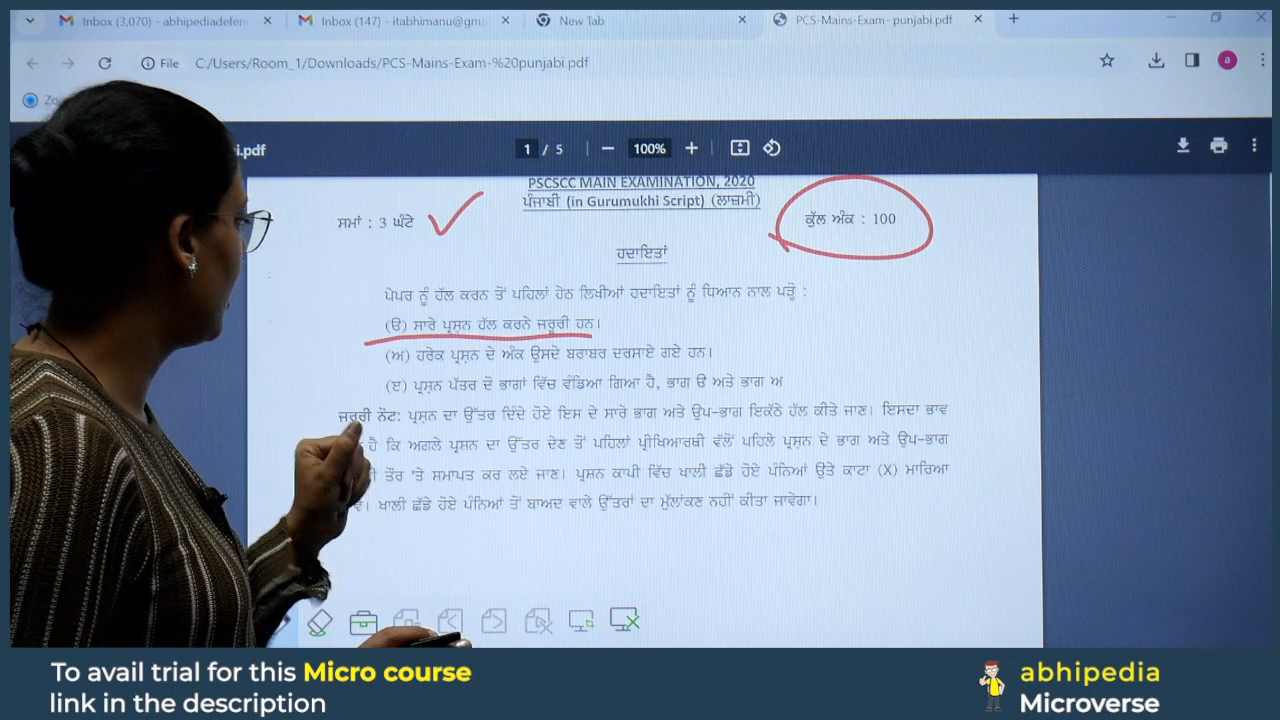 Inbox (3,070) - abhipediadefen
Inbox (147) - itabhimanu@gm
New Tab
PCS-Mains-Exam- punjabi.pdf
File
C:/Users/Room_1/Downloads/PCS-Mains-Exam-%20punjabi.pdf
a
i.pdf
1 / 5
100%
PSCSCC MAIN EXAMINATION, 2020
ਪੰਜਾਬੀ (in Gurumukhi Script) (ਲਾਜ਼ਮੀ)
ਸਮਾਂ : 3 ਘੰਟੇ
ਕੁੱਲ ਅੰਕ : 100
ਹਦਾਇਤਾਂ
ਪੇਪਰ ਨੂੰ ਹੱਲ ਕਰਨ ਤੋਂ ਪਹਿਲਾਂ ਹੇਠ ਲਿਖੀਆਂ ਹਦਾਇਤਾਂ ਨੂੰ ਧਿਆਨ ਨਾਲ ਪੜ੍ਹੋ :
(ੳ) ਸਾਰੇ ਪ੍ਰਸ਼ਨ ਹੱਲ ਕਰਨੇ ਜ਼ਰੂਰੀ ਹਨ।
(ਅ) ਹਰੇਕ ਪ੍ਰਸ਼ਨ ਦੇ ਅੰਕ ਉਸਦੇ ਬਰਾਬਰ ਦਰਸਾਏ ਗਏ ਹਨ।
(ੲ) ਪ੍ਰਸ਼ਨ ਪੱਤਰ ਦੋ ਭਾਗਾਂ ਵਿੱਚ ਵੰਡਿਆ ਗਿਆ ਹੈ, ਭਾਗ ੳ ਅਤੇ ਭਾਗ ਅ
ਜਰੂਰੀ ਨੋਟ: ਪ੍ਰਸ਼ਨ ਦਾ ਉੱਤਰ ਦਿੰਦੇ ਹੋਏ ਇਸ ਦੇ ਸਾਰੇ ਭਾਗ ਅਤੇ ਉਪ-ਭਾਗ ਇਕੱਠੇ ਹੱਲ ਕੀਤੇ ਜਾਣ। ਇਸਦਾ ਭਾਵ
ਹੈ ਕਿ ਅਗਲੇ ਪ੍ਰਸ਼ਨ ਦਾ ਉੱਤਰ ਦੇਣ ਤੋਂ ਪਹਿਲਾਂ ਪ੍ਰੀਖਿਆਰਥੀ ਵੱਲੋਂ ਪਹਿਲੇ ਪ੍ਰਸ਼ਨ ਦੇ ਭਾਗ ਅਤੇ ਉਪ-ਭਾਗ
ਤੌਰ 'ਤੇ ਸਮਾਪਤ ਕਰ ਲਏ ਜਾਣ। ਪ੍ਰਸ਼ਨ ਕਾਪੀ ਵਿੱਚ ਖਾਲੀ ਛੱਡੇ ਹੋਏ ਪੰਨਿਆਂ ਉਤੇ ਕਾਟਾ (X) ਮਾਰਿਆ
ਖਾਲੀ ਛੱਡੇ ਹੋਏ ਪੰਨਿਆਂ ਤੋਂ ਬਾਅਦ ਵਾਲੇ ਉੱਤਰਾਂ ਦਾ ਮੁੱਲਾਂਕਣ ਨਹੀਂ ਕੀਤਾ ਜਾਵੇਗਾ।
To avail trial for this Micro course
link in the description
abhipedia
Microverse